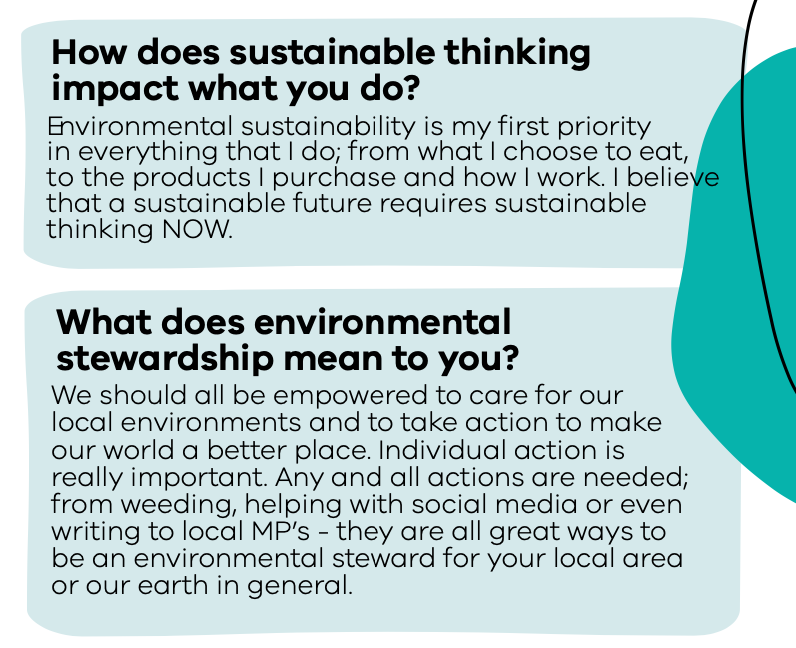 How does sustainable thinking
impact what you do?
Environmental sustainability is my first priority
in everything that I do; from what I choose to eat,
to the products I purchase and how I work. I believe
that a sustainable future requires sustainable
thinking NOW.
What does environmental
stewardship mean to you?
We should all be empowered to care for our
local environments and to take action to make
our world a better place. Individual action is
really important. Any and all actions are needed;
from weeding, helping with social media or even
writing to local MP's - they are all great ways to
be an environmental steward for your local area
or our earth in general.